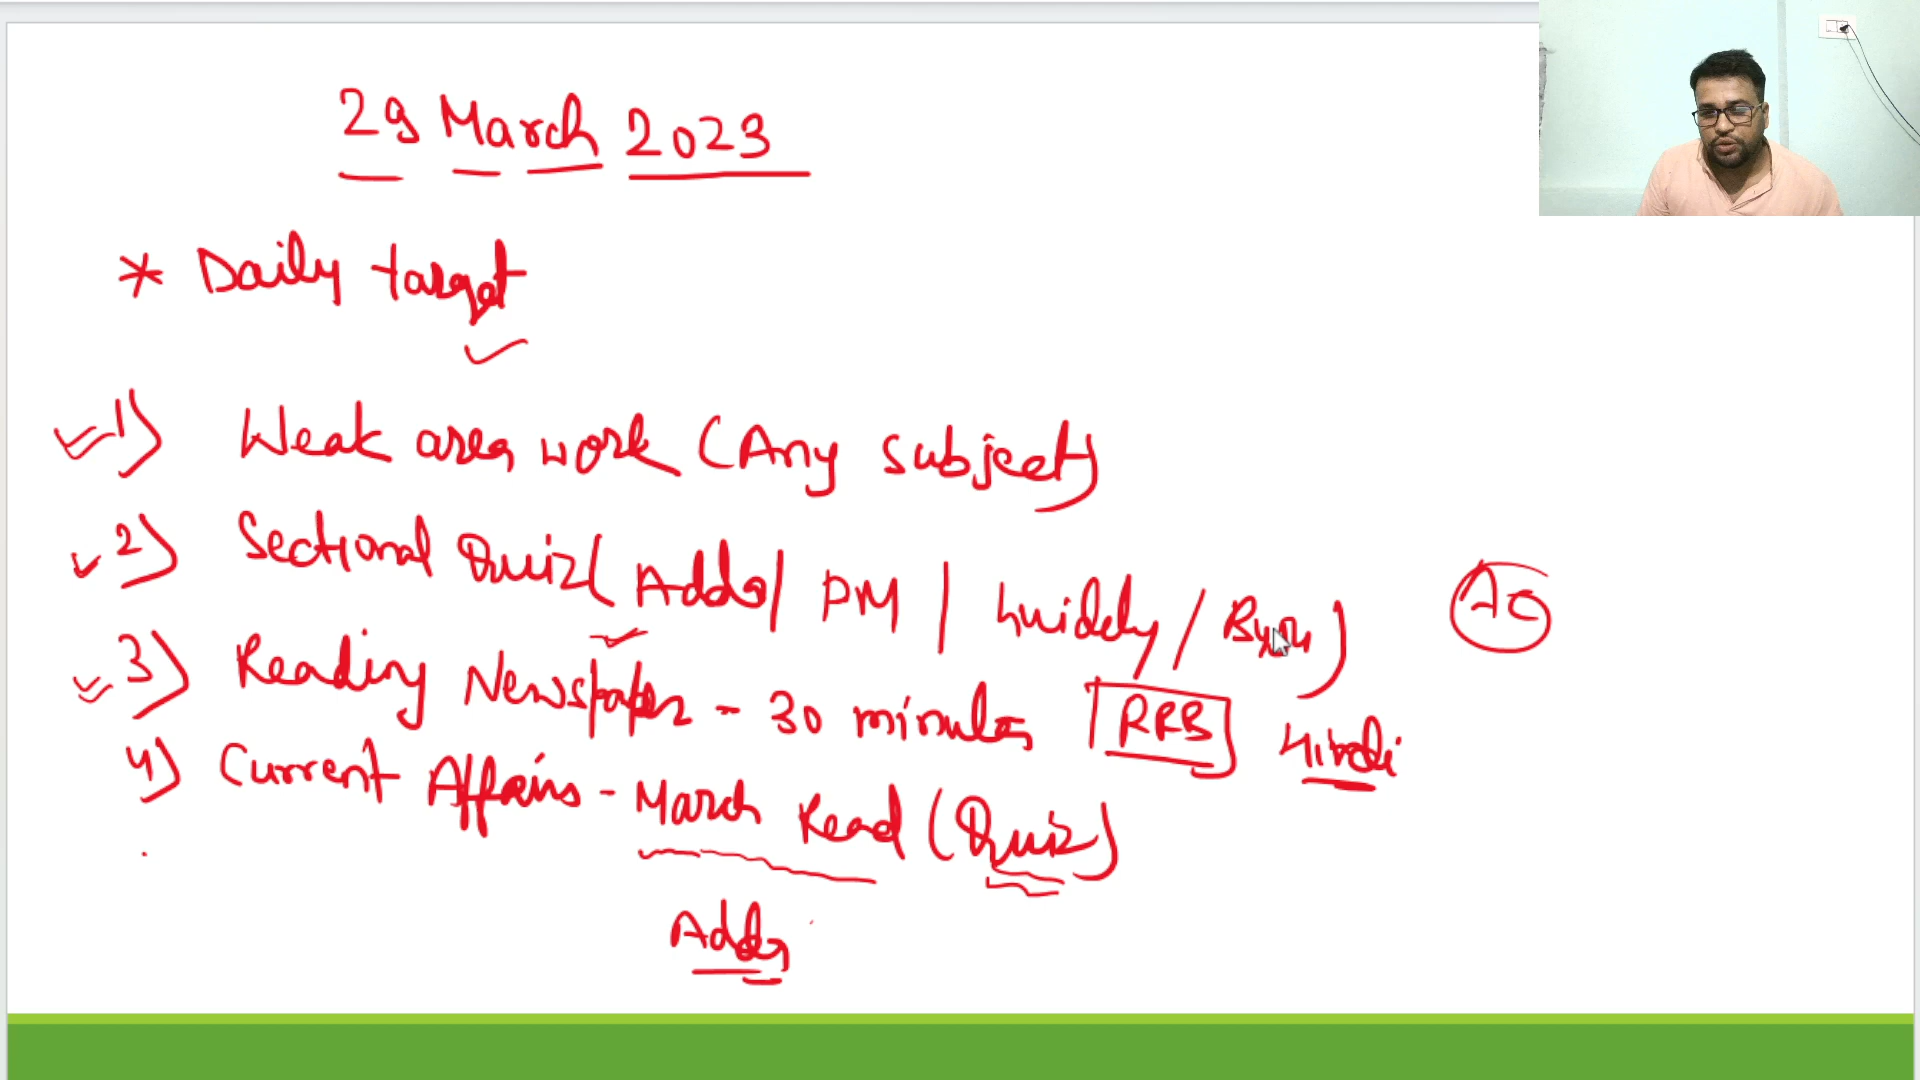 29 March 2023
* Daily target
1) Weak area work (Any subject)
2) Sectional Quiz (Adda / PM / Guiddy / Byju)
3) Reading Newspaper - 30 minutes [RRB] Hindi
4) Current Affairs - March Read (Quiz)
Adda